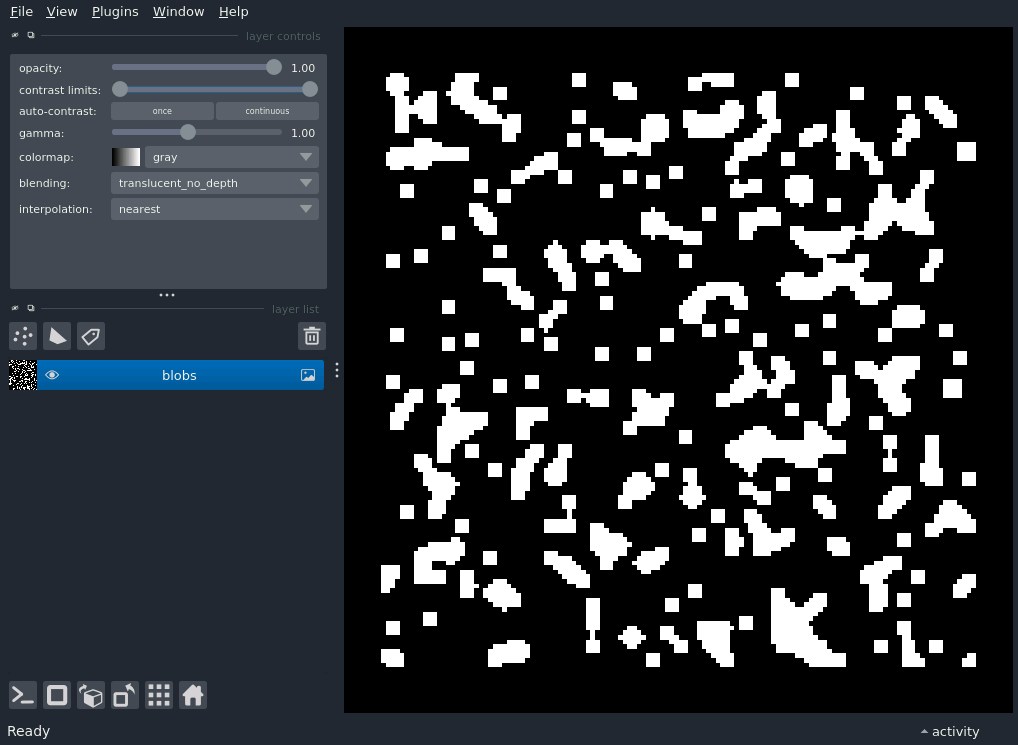 File View Plugins Window Help
layer controls
opacity: 1.00
contrast limits:
auto-contrast: once continuous
gamma: 1.00
colormap: gray
blending: translucent_no_depth
interpolation: nearest
layer list
blobs
Ready
activity